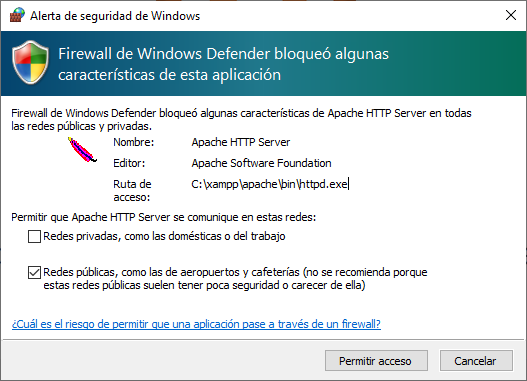 Alerta de seguridad de Windows
Firewall de Windows Defender bloqueó algunas
características de esta aplicación
Firewall de Windows Defender bloqueó algunas características de Apache HTTP Server en todas
las redes públicas y privadas.
Nombre: Apache HTTP Server
Editor: Apache Software Foundation
Ruta de C:\xampp\apache\bin\httpd.exe
acceso:
Permitir que Apache HTTP Server se comunique en estas redes:
Redes privadas, como las domésticas o del trabajo
Redes públicas, como las de aeropuertos y cafeterías (no se recomienda porque
estas redes públicas suelen tener poca seguridad o carecer de ella)
¿Cuál es el riesgo de permitir que una aplicación pase a través de un firewall?
Permitir acceso Cancelar